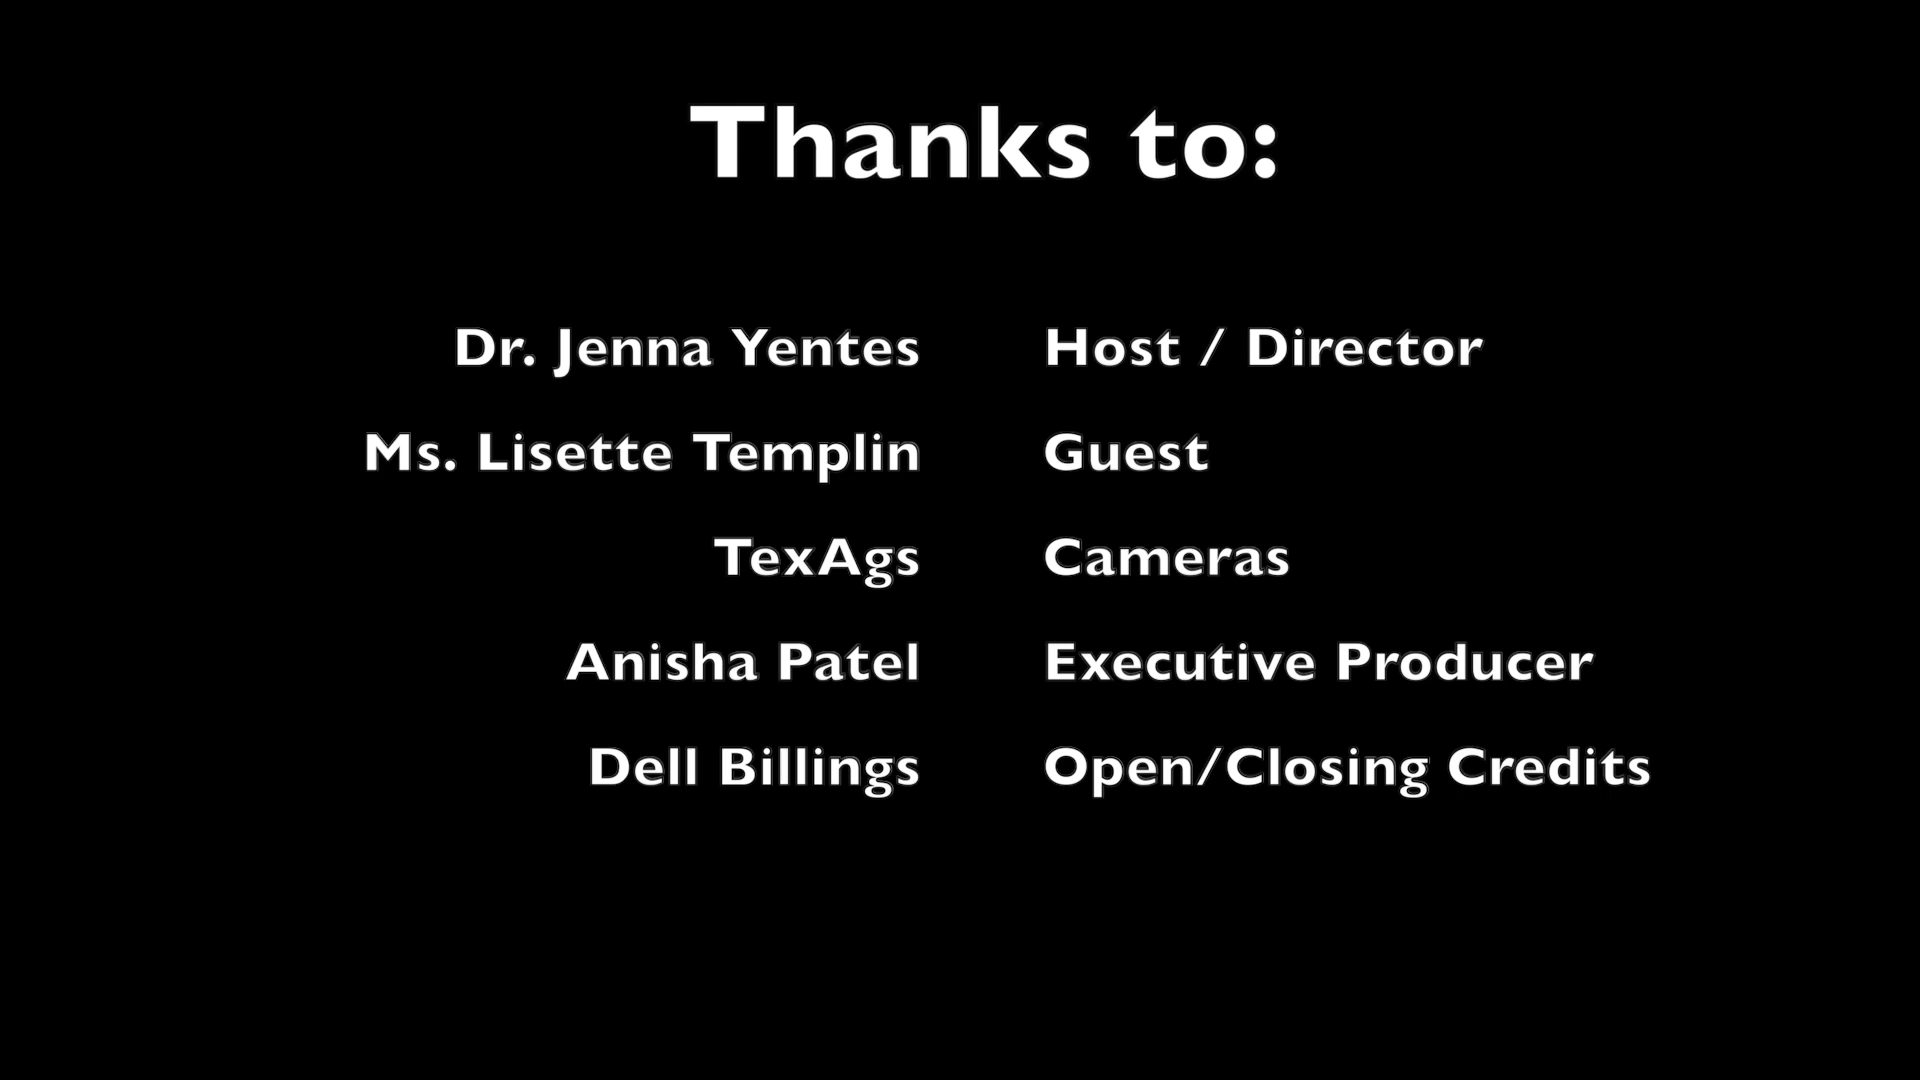 Thanks to:
Dr. Jenna Yentes Host / Director
Ms. Lisette Templin Guest
TexAgs Cameras
Anisha Patel Executive Producer
Dell Billings Open/Closing Credits